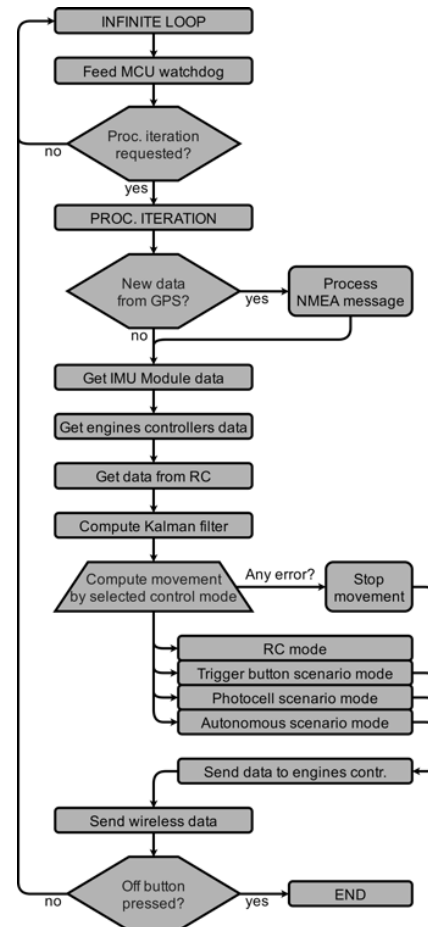 INFINITE LOOP
Feed MCU watchdog
Proc. iteration
requested?
no
yes
PROC. ITERATION
New data
from GPS?
yes
Process
NMEA message
no
Get IMU Module data
Get engines controllers data
Get data from RC
Compute Kalman filter
Compute movement
by selected control mode
Any error?
Stop
movement
RC mode
Trigger button scenario mode
Photocell scenario mode
Autonomous scenario mode
Send data to engines contr.
Send wireless data
Off button
pressed?
no
yes
END